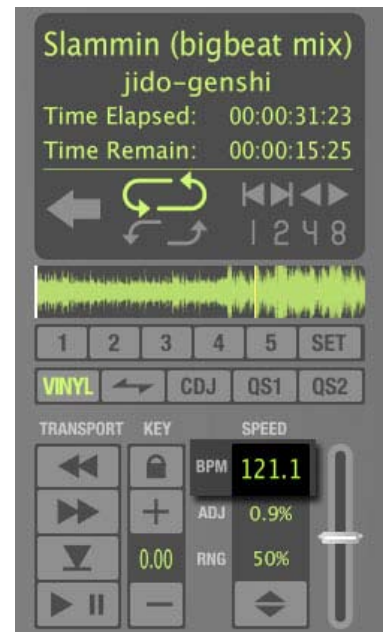 Slammin (bigbeat mix)
jido-genshi
Time Elapsed: 00:00:31:23
Time Remain: 00:00:15:25
1 2 4 8
1 2 3 4 5 SET
VINYL CDJ QS1 QS2
TRANSPORT KEY SPEED
BPM 121.1
ADJ 0.9%
0.00 RNG 50%